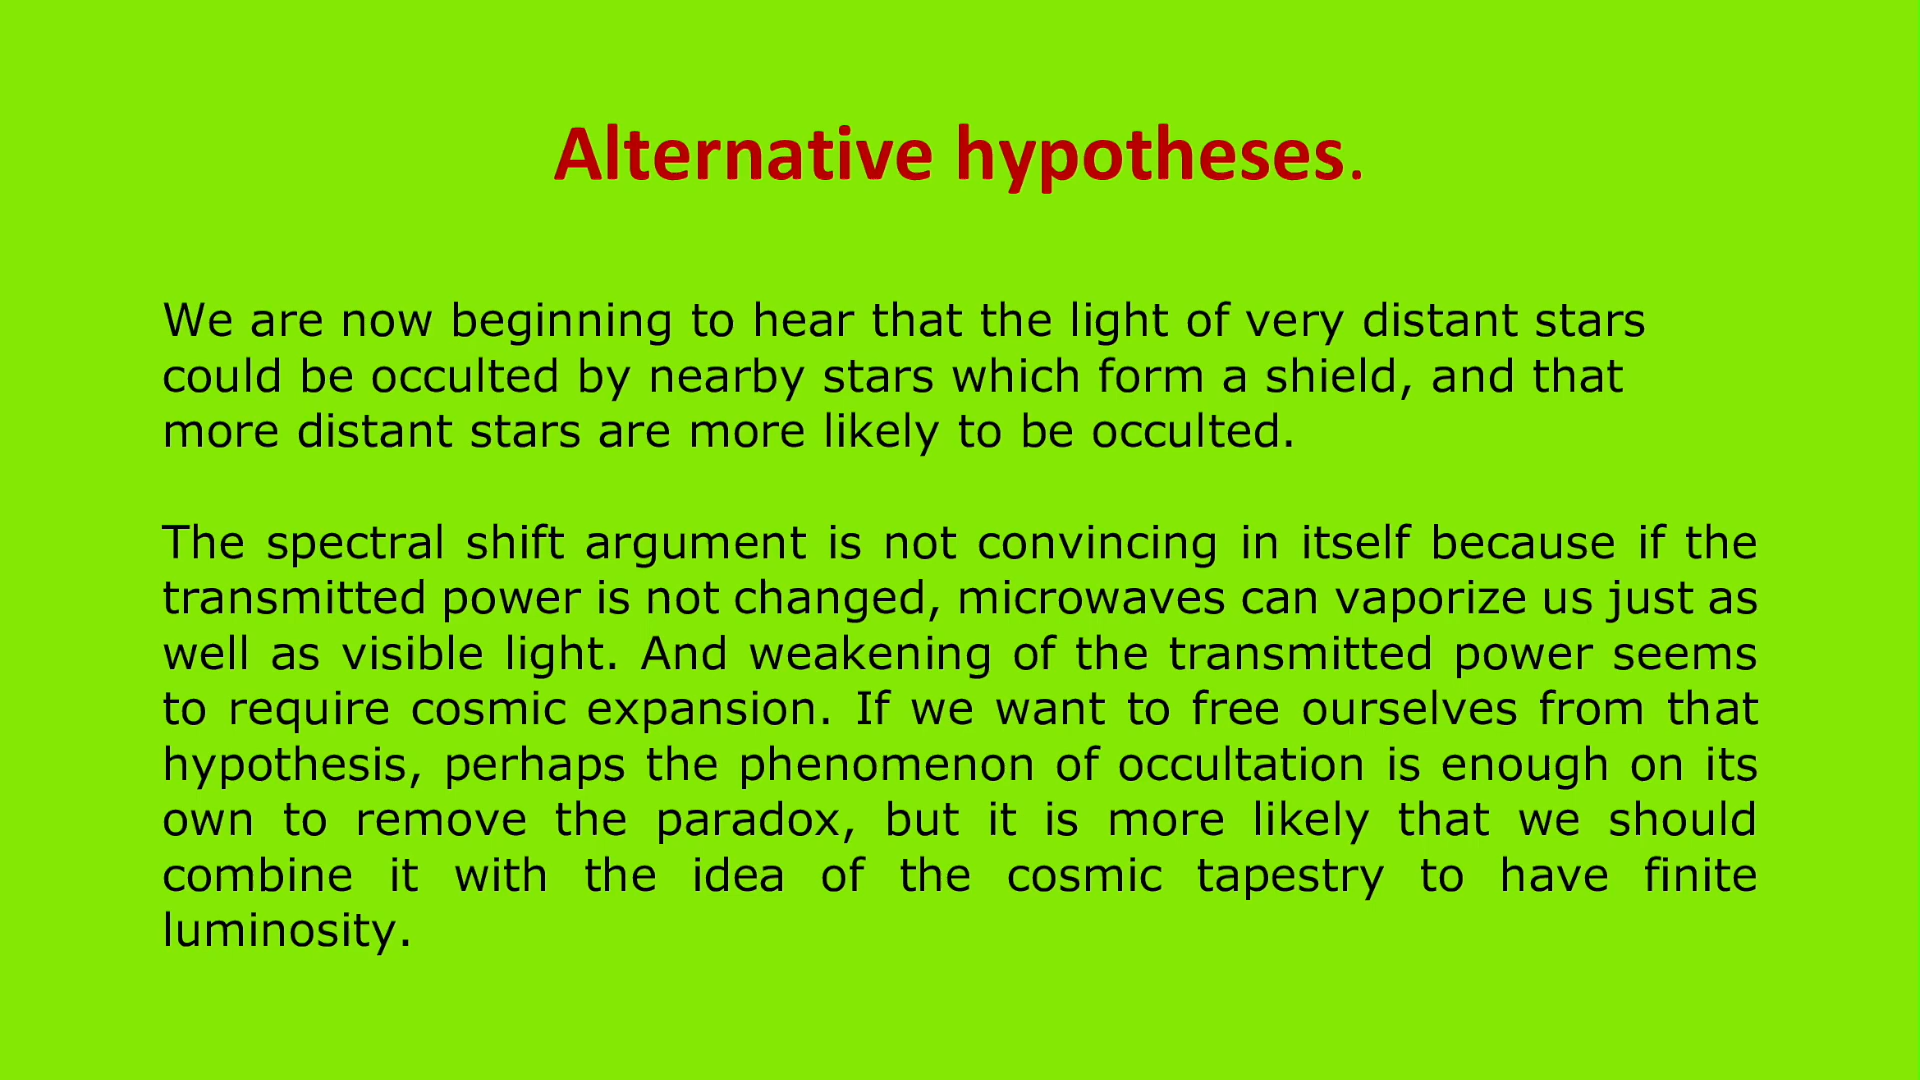 Alternative hypotheses.
We are now beginning to hear that the light of very distant stars
could be occulted by nearby stars which form a shield, and that
more distant stars are more likely to be occulted.
The spectral shift argument is not convincing in itself because if the
transmitted power is not changed, microwaves can vaporize us just as
well as visible light. And weakening of the transmitted power seems
to require cosmic expansion. If we want to free ourselves from that
hypothesis, perhaps the phenomenon of occultation is enough on its
own to remove the paradox, but it is more likely that we should
combine it with the idea of the cosmic tapestry to have finite
luminosity.